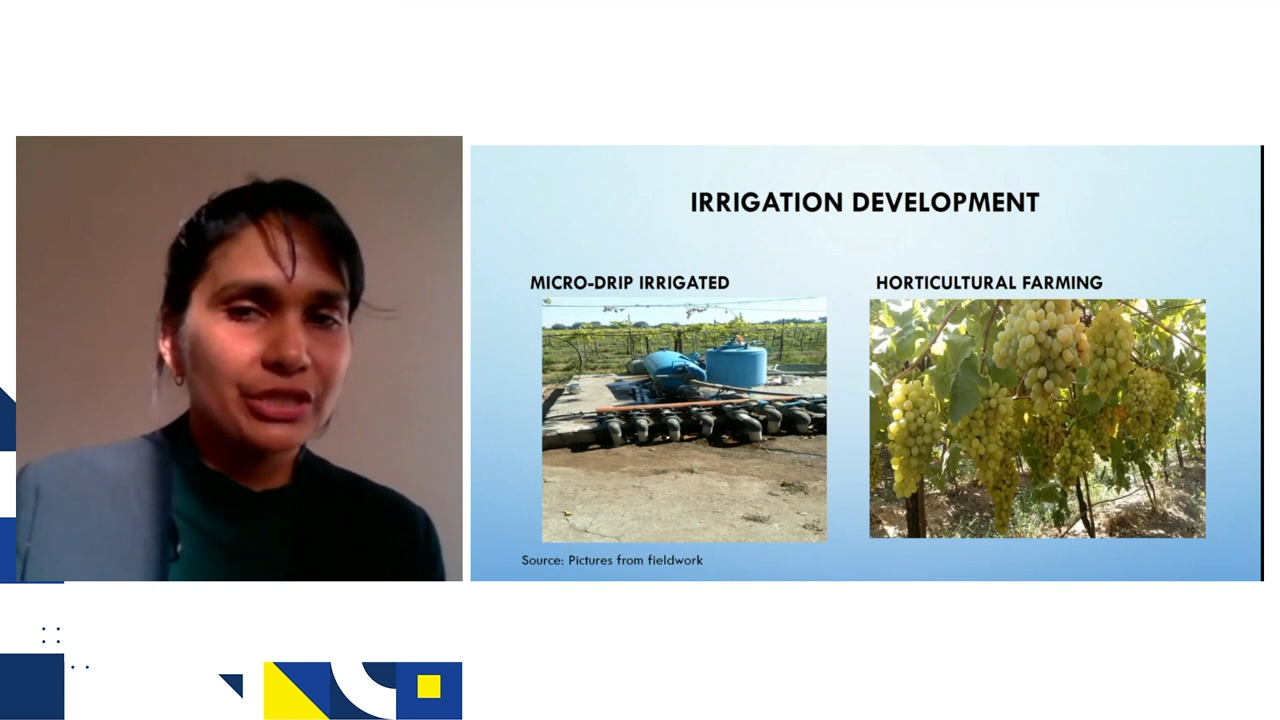 IRRIGATION DEVELOPMENT
MICRO-DRIP IRRIGATED
HORTICULTURAL FARMING
Source: Pictures from fieldwork